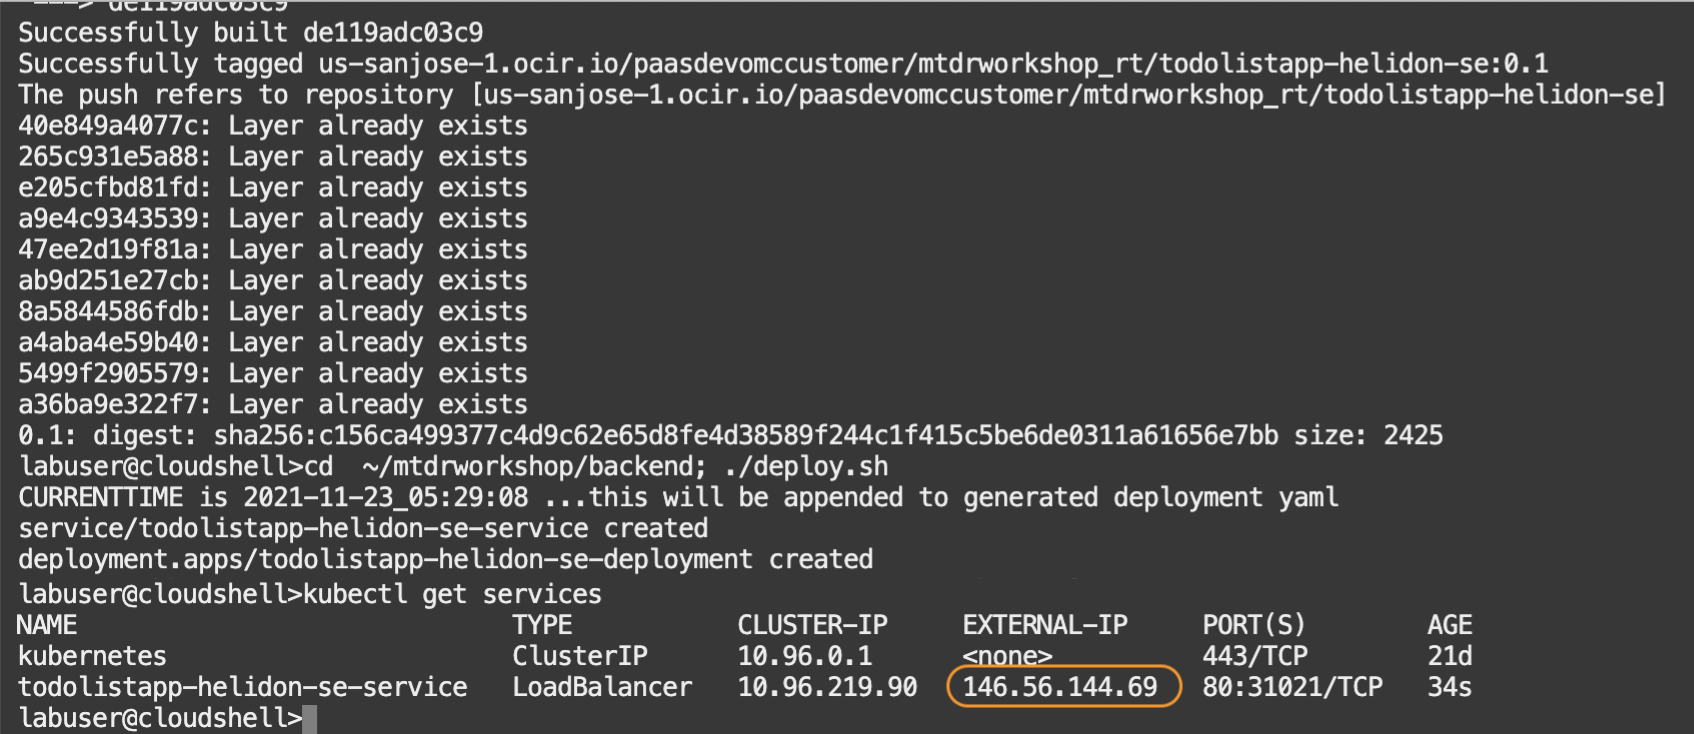 ---> de119adc03c9
Successfully built de119adc03c9
Successfully tagged us-sanjose-1.ocir.io/paasdevomccustomer/mtdrworkshop_rt/todolistapp-helidon-se:0.1
The push refers to repository [us-sanjose-1.ocir.io/paasdevomccustomer/mtdrworkshop_rt/todolistapp-helidon-se]
40e849a4077c: Layer already exists
265c931e5a88: Layer already exists
e205cfbd81fd: Layer already exists
a9e4c9343539: Layer already exists
47ee2d19f81a: Layer already exists
ab9d251e27cb: Layer already exists
8a5844586fdb: Layer already exists
a4aba4e59b40: Layer already exists
5499f2905579: Layer already exists
a36ba9e322f7: Layer already exists
0.1: digest: sha256:c156ca499377c4d9c62e65d8fe4d38589f244c1f415c5be6de0311a61656e7bb size: 2425
labuser@cloudshell>cd  ~/mtdrworkshop/backend; ./deploy.sh
CURRENTTIME is 2021-11-23_05:29:08 ...this will be appended to generated deployment yaml
service/todolistapp-helidon-se-service created
deployment.apps/todolistapp-helidon-se-deployment created
labuser@cloudshell>kubectl get services
NAME TYPE CLUSTER-IP EXTERNAL-IP PORT(S) AGE
kubernetes ClusterIP 10.96.0.1 <none> 443/TCP 21d
todolistapp-helidon-se-service LoadBalancer 10.96.219.90 146.56.144.69 80:31021/TCP 34s
labuser@cloudshell>